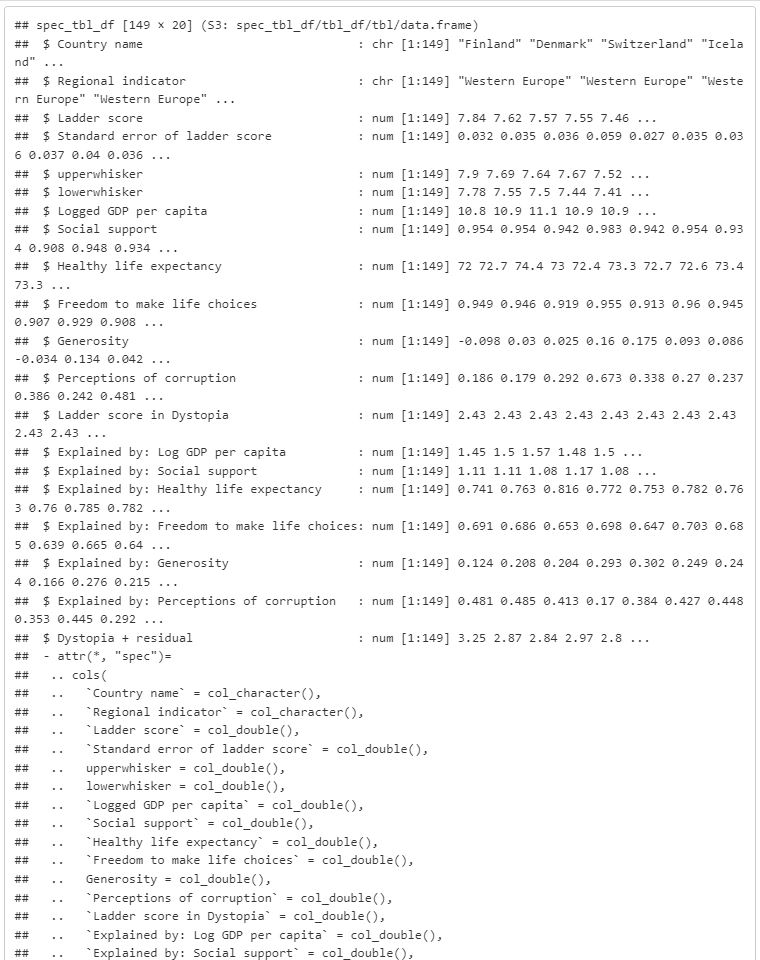 ## spec_tbl_df [149 × 20] (S3: spec_tbl_df/tbl_df/tbl/data.frame)
##  $ Country name                              : chr [1:149] "Finland" "Denmark" "Switzerland" "Icela
nd" ...
##  $ Regional indicator                        : chr [1:149] "Western Europe" "Western Europe" "Weste
rn Europe" "Western Europe" ...
##  $ Ladder score                              : num [1:149] 7.84 7.62 7.57 7.55 7.46 ...
##  $ Standard error of ladder score            : num [1:149] 0.032 0.035 0.036 0.059 0.027 0.035 0.03
6 0.037 0.04 0.036 ...
##  $ upperwhisker                              : num [1:149] 7.9 7.69 7.64 7.67 7.52 ...
##  $ lowerwhisker                              : num [1:149] 7.78 7.55 7.5 7.44 7.41 ...
##  $ Logged GDP per capita                     : num [1:149] 10.8 10.9 11.1 10.9 10.9 ...
##  $ Social support                            : num [1:149] 0.954 0.954 0.942 0.983 0.942 0.954 0.93
4 0.908 0.948 0.934 ...
##  $ Healthy life expectancy                   : num [1:149] 72 72.7 74.4 73 72.4 73.3 72.7 72.6 73.4
73.3 ...
##  $ Freedom to make life choices              : num [1:149] 0.949 0.946 0.919 0.955 0.913 0.96 0.945
0.907 0.929 0.908 ...
##  $ Generosity                                : num [1:149] -0.098 0.03 0.025 0.16 0.175 0.093 0.086
-0.034 0.134 0.042 ...
##  $ Perceptions of corruption                 : num [1:149] 0.186 0.179 0.292 0.673 0.338 0.27 0.237
0.386 0.242 0.481 ...
##  $ Ladder score in Dystopia                  : num [1:149] 2.43 2.43 2.43 2.43 2.43 2.43 2.43 2.43
2.43 2.43 ...
##  $ Explained by: Log GDP per capita          : num [1:149] 1.45 1.5 1.57 1.48 1.5 ...
##  $ Explained by: Social support              : num [1:149] 1.11 1.11 1.08 1.17 1.08 ...
##  $ Explained by: Healthy life expectancy     : num [1:149] 0.741 0.763 0.816 0.772 0.753 0.782 0.76
3 0.76 0.785 0.782 ...
##  $ Explained by: Freedom to make life choices: num [1:149] 0.691 0.686 0.653 0.698 0.647 0.703 0.68
5 0.639 0.665 0.64 ...
##  $ Explained by: Generosity                  : num [1:149] 0.124 0.208 0.204 0.293 0.302 0.249 0.24
4 0.166 0.276 0.215 ...
##  $ Explained by: Perceptions of corruption   : num [1:149] 0.481 0.485 0.413 0.17 0.384 0.427 0.448
0.353 0.445 0.292 ...
##  $ Dystopia + residual                       : num [1:149] 3.25 2.87 2.84 2.97 2.8 ...
##  - attr(*, "spec")=
##   .. cols(
##   ..   `Country name` = col_character(),
##   ..   `Regional indicator` = col_character(),
##   ..   `Ladder score` = col_double(),
##   ..   `Standard error of ladder score` = col_double(),
##   ..   upperwhisker = col_double(),
##   ..   lowerwhisker = col_double(),
##   ..   `Logged GDP per capita` = col_double(),
##   ..   `Social support` = col_double(),
##   ..   `Healthy life expectancy` = col_double(),
##   ..   `Freedom to make life choices` = col_double(),
##   ..   Generosity = col_double(),
##   ..   `Perceptions of corruption` = col_double(),
##   ..   `Ladder score in Dystopia` = col_double(),
##   ..   `Explained by: Log GDP per capita` = col_double(),
##   ..   `Explained by: Social support` = col_double(),